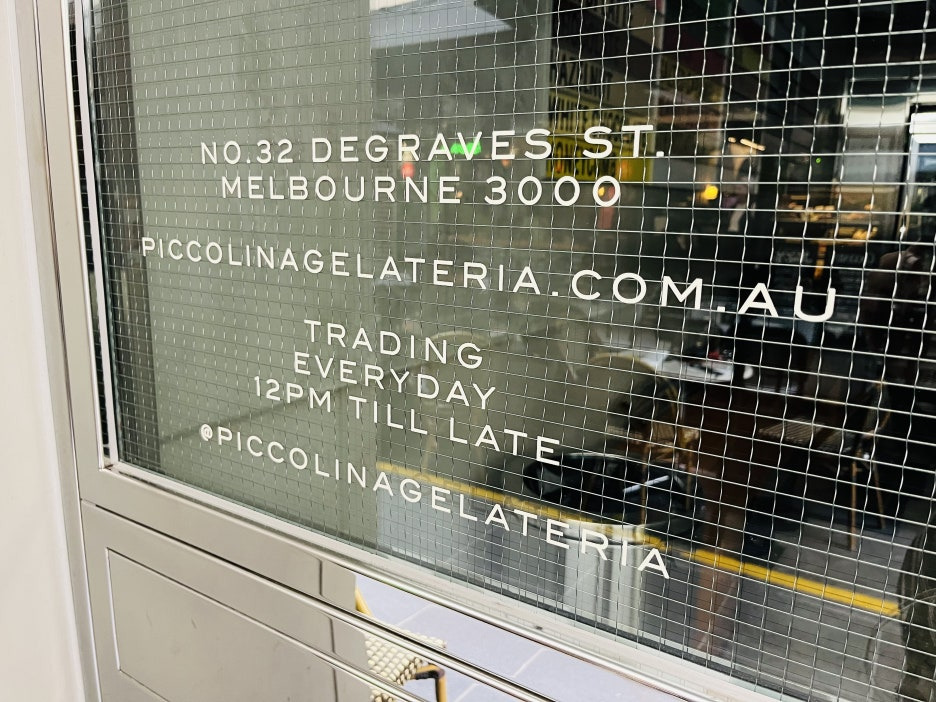 NO.32 DEGRAVES ST.
MELBOURNE 3000
PICCOLINAGELATERIA.COM.AU
TRADING
EVERYDAY
12PM TILL LATE
@PICCOLINAGELATERIA